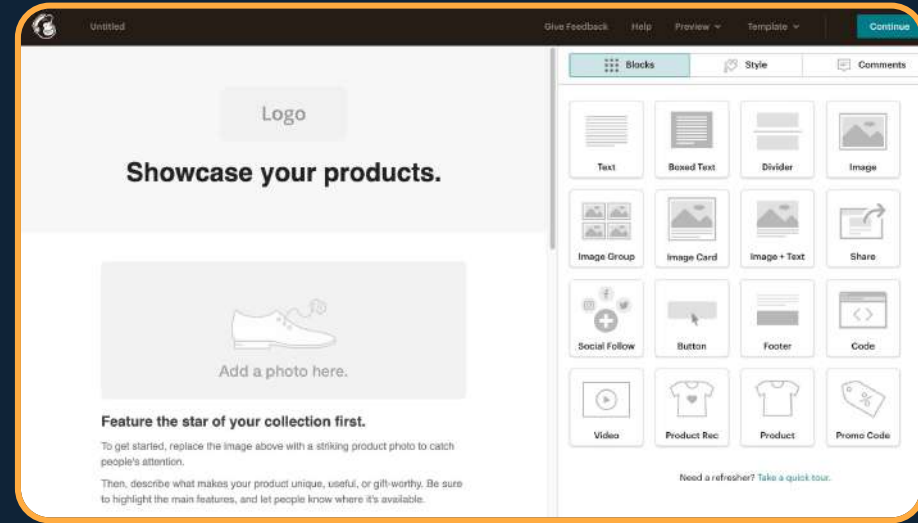 Untitled
Give Feedback
Help
Preview
Template
Continue
Logo
Showcase your products.
Add a photo here.
Feature the star of your collection first.
To get started, replace the image above with a striking product photo to catch
people's attention.
Then, describe what makes your product unique, useful, or gift-worthy. Be sure
to highlight the main features, and let people know where it's available.
Blocks
Style
Comments
Text
Boxed Text
Divider
Image
Image Group
Image Card
Image + Text
Share
Social Follow
Button
Footer
Code
Video
Product Rec
Product
Promo Code
Need a refresher? Take a quick tour.